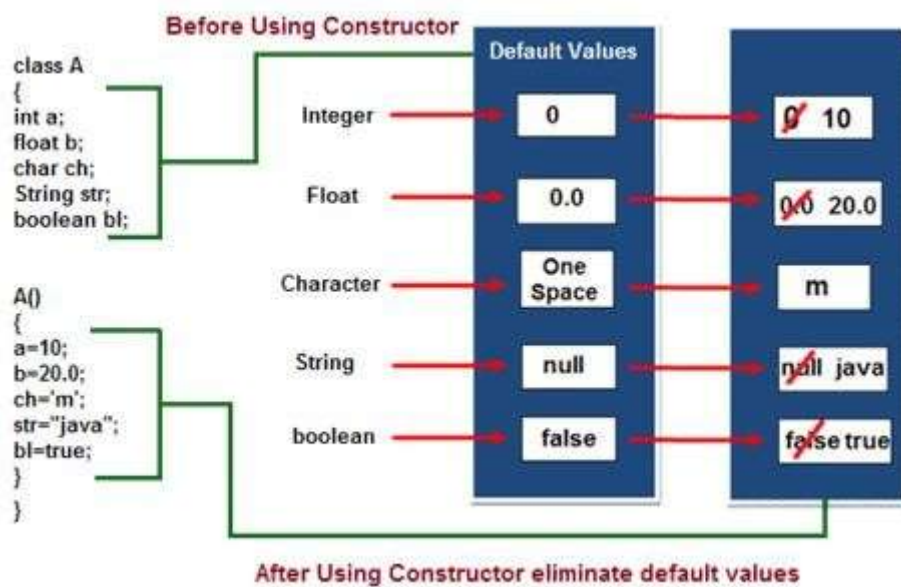 Before Using Constructor
class A
{
int a;
float b;
char ch;
String str;
boolean bl;
A()
{
a=10;
b=20.0;
ch='m';
str="java";
bl=true;
}
}
Default Values
Integer 0 0 10
Float 0.0 0.0 20.0
Character One Space m
String null null java
boolean false false true
After Using Constructor eliminate default values